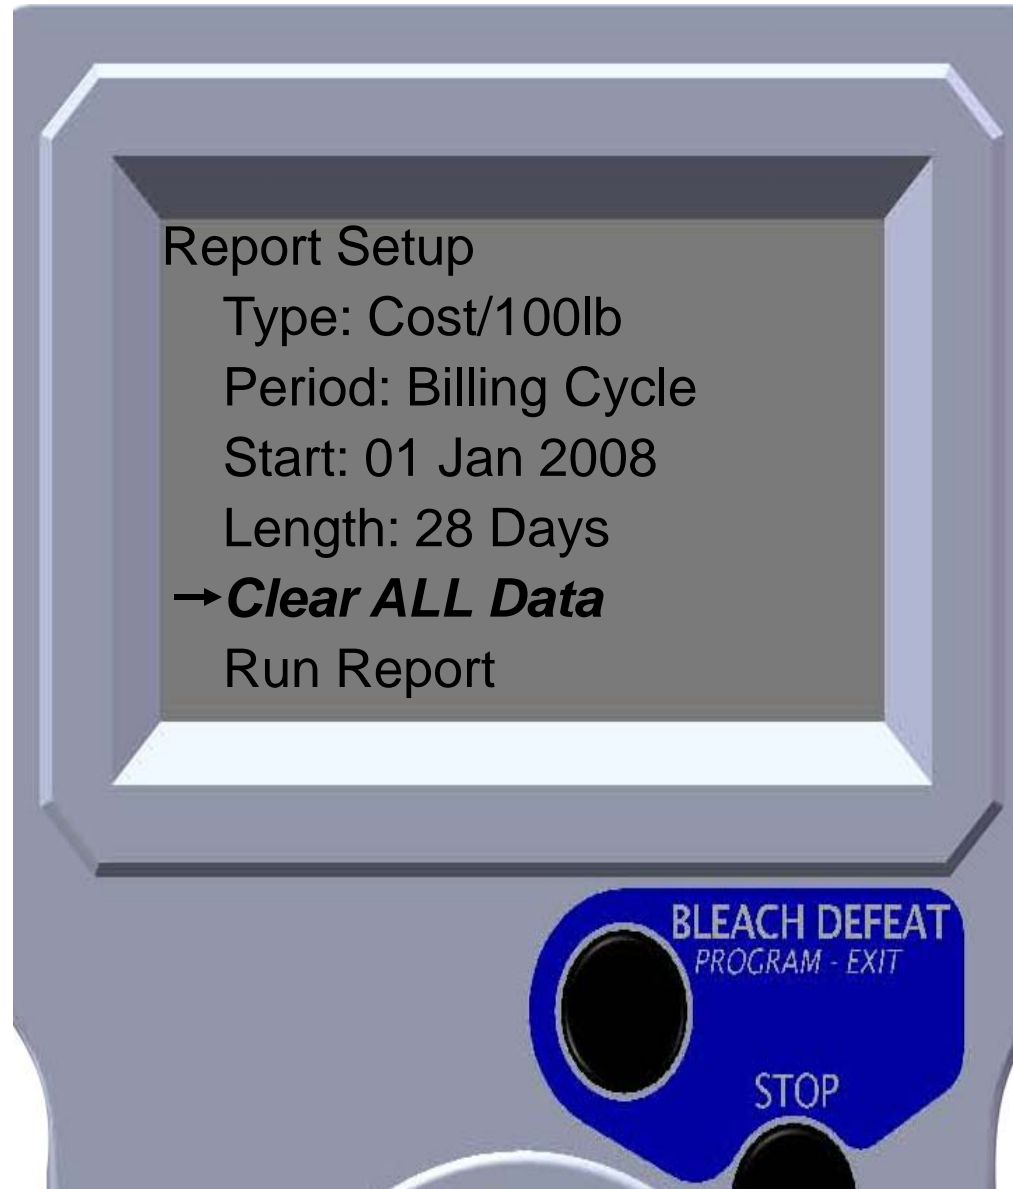 Report Setup
Type: Cost/100lb
Period: Billing Cycle
Start: 01 Jan 2008
Length: 28 Days
→Clear ALL Data
Run Report
BLEACH DEFEAT
PROGRAM - EXIT
STOP